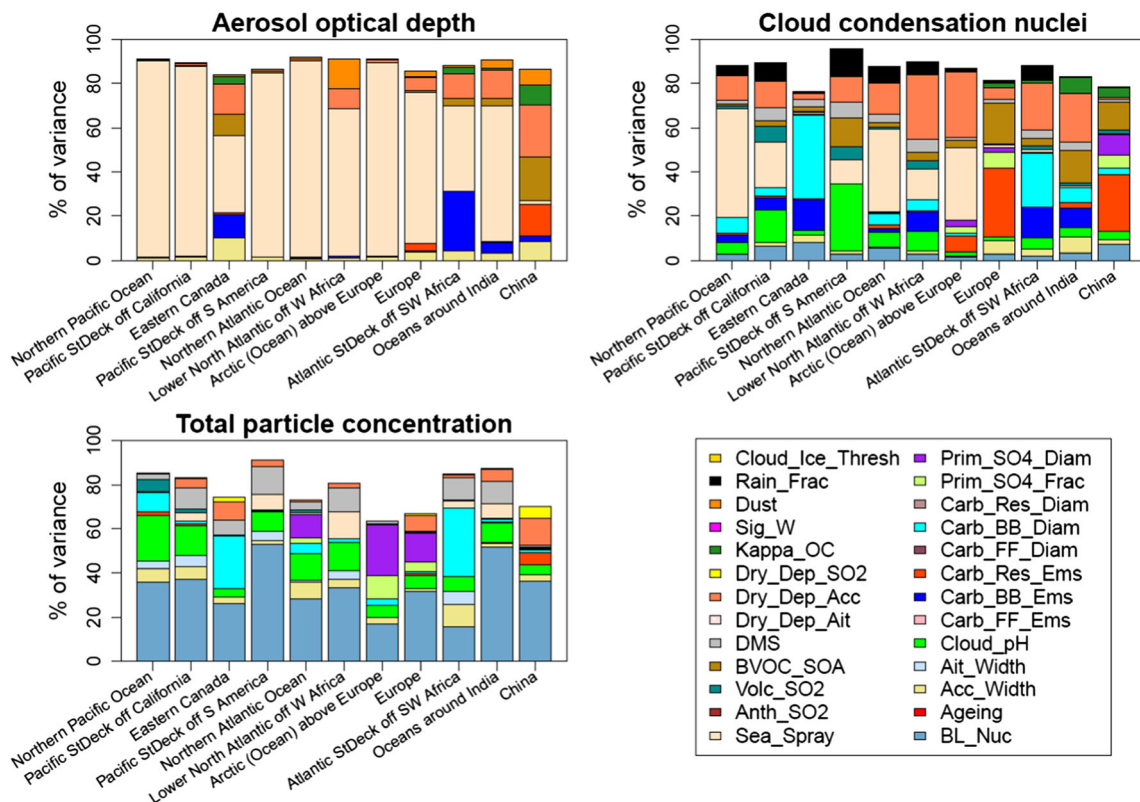 Aerosol optical depth
% of variance
100
80
60
40
20
0
Northern Pacific Ocean
Pacific StDeck off California
Eastern Canada
Pacific StDeck off S America
Northern Atlantic Ocean
Lower North Atlantic off W Africa
Arctic (Ocean) above Europe
Europe
Atlantic StDeck off SW Africa
Oceans around India
China
Cloud condensation nuclei
% of variance
100
80
60
40
20
0
Northern Pacific Ocean
Pacific StDeck off California
Eastern Canada
Pacific StDeck off S America
Northern Atlantic Ocean
Lower North Atlantic off W Africa
Arctic (Ocean) above Europe
Europe
Atlantic StDeck off SW Africa
Oceans around India
China
Total particle concentration
% of variance
100
80
60
40
20
0
Northern Pacific Ocean
Pacific StDeck off California
Eastern Canada
Pacific StDeck off S America
Northern Atlantic Ocean
Lower North Atlantic off W Africa
Arctic (Ocean) above Europe
Europe
Atlantic StDeck off SW Africa
Oceans around India
China
Cloud_Ice_Thresh
Rain_Frac
Dust
Sig_W
Kappa_OC
Dry_Dep_SO2
Dry_Dep_Acc
Dry_Dep_Ait
DMS
BVOC_SOA
Volc_SO2
Anth_SO2
Sea_Spray
Prim_SO4_Diam
Prim_SO4_Frac
Carb_Res_Diam
Carb_BB_Diam
Carb_FF_Diam
Carb_Res_Ems
Carb_BB_Ems
Carb_FF_Ems
Cloud_pH
Ait_Width
Acc_Width
Ageing
BL_Nuc